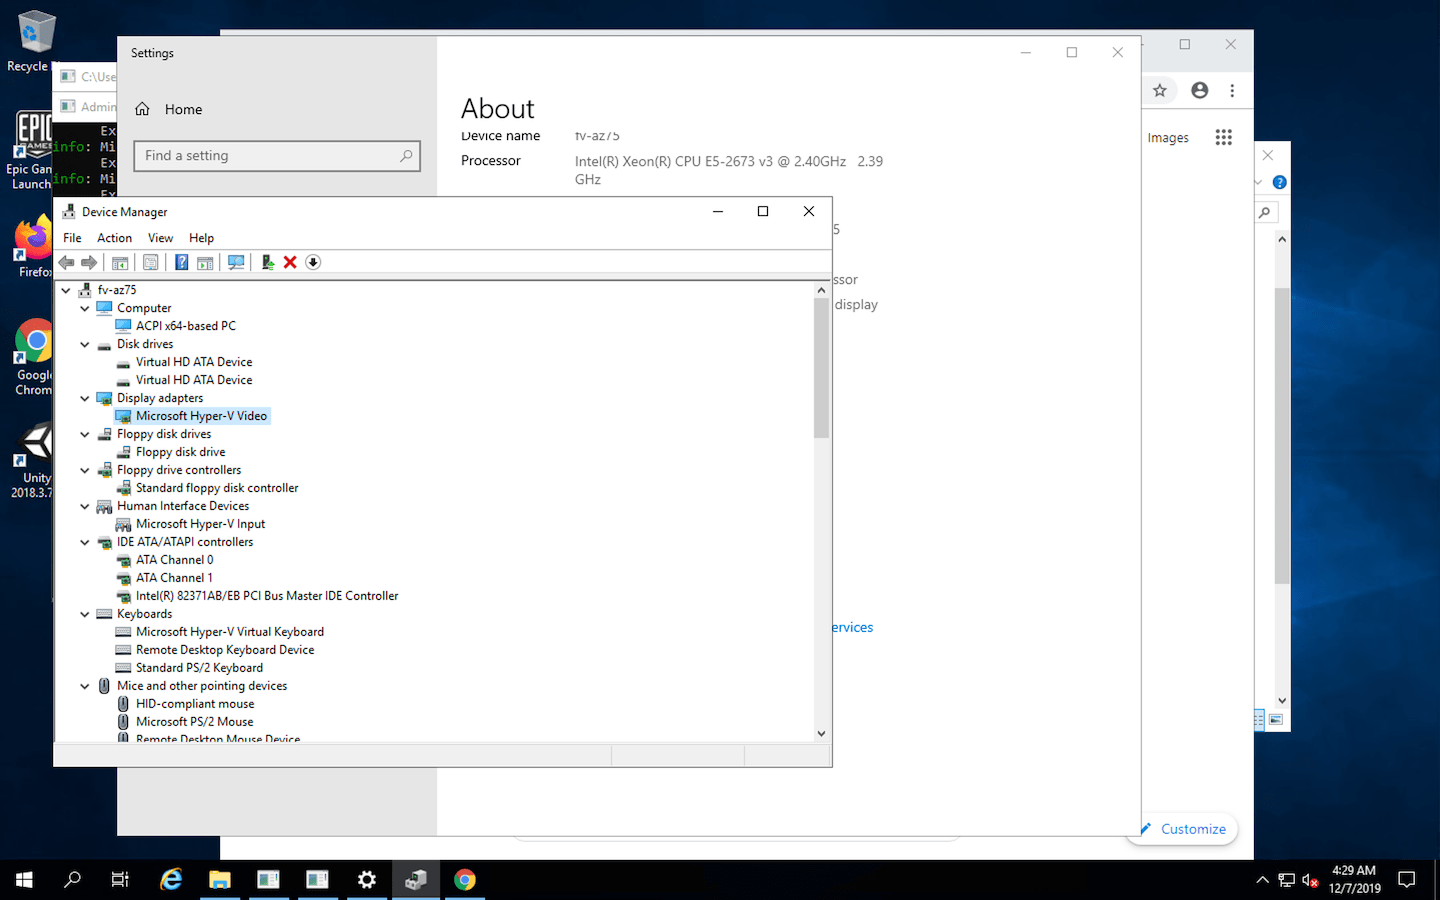 Recycle
Epic Gam
Launch
Firefox
Google
Chrom
Unity
2018.3.7
C:\Use
Admin
Ex
info: Mi
Ex
info: Mi
Ex
Settings
Home
Find a setting
About
Device name fv-az75
Processor Intel(R) Xeon(R) CPU E5-2673 v3 @ 2.40GHz 2.39
GHz
5
ssor
display
ervices
Images
Customize
Device Manager
File Action View Help
fv-az75
Computer
ACPI x64-based PC
Disk drives
Virtual HD ATA Device
Virtual HD ATA Device
Display adapters
Microsoft Hyper-V Video
Floppy disk drives
Floppy disk drive
Floppy drive controllers
Standard floppy disk controller
Human Interface Devices
Microsoft Hyper-V Input
IDE ATA/ATAPI controllers
ATA Channel 0
ATA Channel 1
Intel(R) 82371AB/EB PCI Bus Master IDE Controller
Keyboards
Microsoft Hyper-V Virtual Keyboard
Remote Desktop Keyboard Device
Standard PS/2 Keyboard
Mice and other pointing devices
HID-compliant mouse
Microsoft PS/2 Mouse
Remote Desktop Mouse Device
4:29 AM
12/7/2019